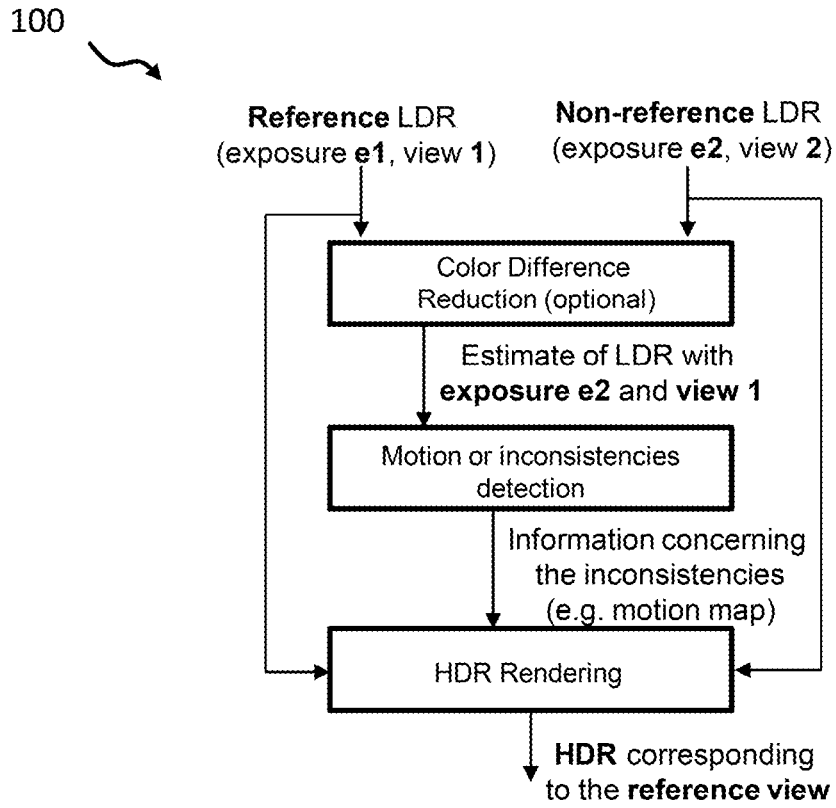 100
Reference LDR
(exposure e1, view 1)
Non-reference LDR
(exposure e2, view 2)
Color Difference
Reduction (optional)
Estimate of LDR with
exposure e2 and view 1
Motion or inconsistencies
detection
Information concerning
the inconsistencies
(e.g. motion map)
HDR Rendering
HDR corresponding
to the reference view